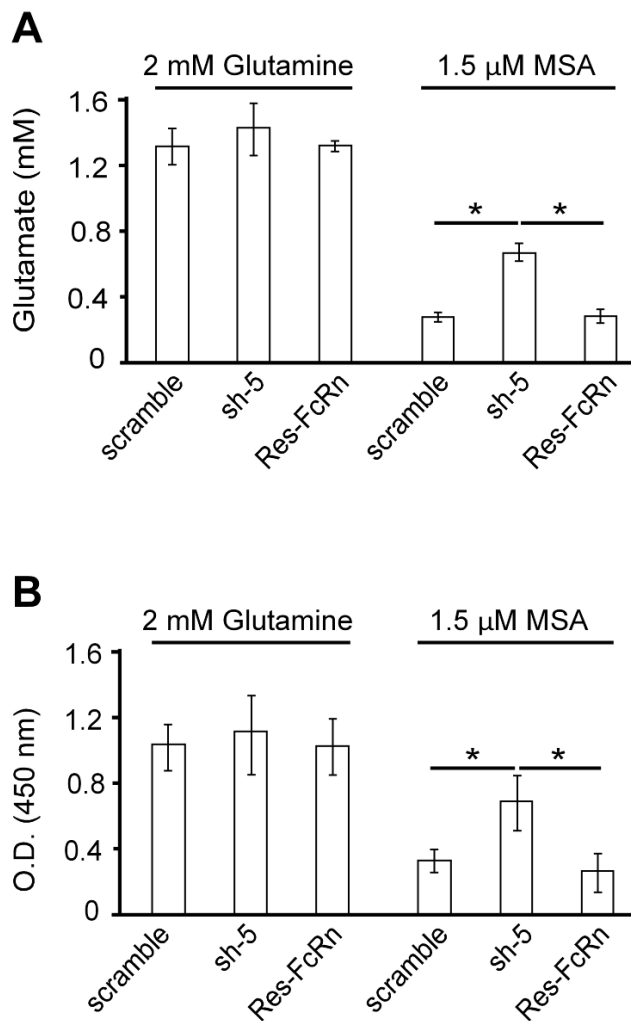 A
2 mM Glutamine
1.5 µM MSA
Glutamate (mM)
1.6
1.2
0.8
0.4
0
* *
scramble
sh-5
Res-FcRn
scramble
sh-5
Res-FcRn
B
2 mM Glutamine
1.5 µM MSA
O.D. (450 nm)
1.6
1.2
0.8
0.4
0
* *
scramble
sh-5
Res-FcRn
scramble
sh-5
Res-FcRn